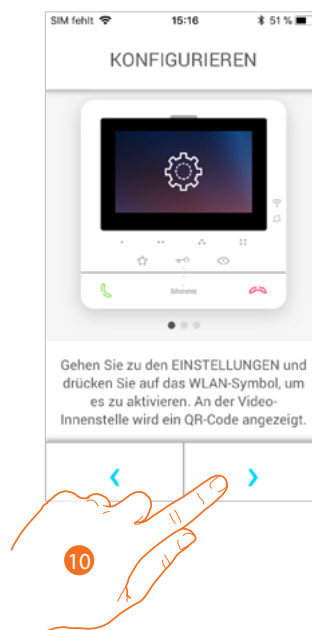 SIM fehlt 15:16 51 %
KONFIGURIEREN
bticino
Gehen Sie zu den EINSTELLUNGEN und
drücken Sie auf das WLAN-Symbol, um
es zu aktivieren. An der Video-
Innenstelle wird ein QR-Code angezeigt.
10